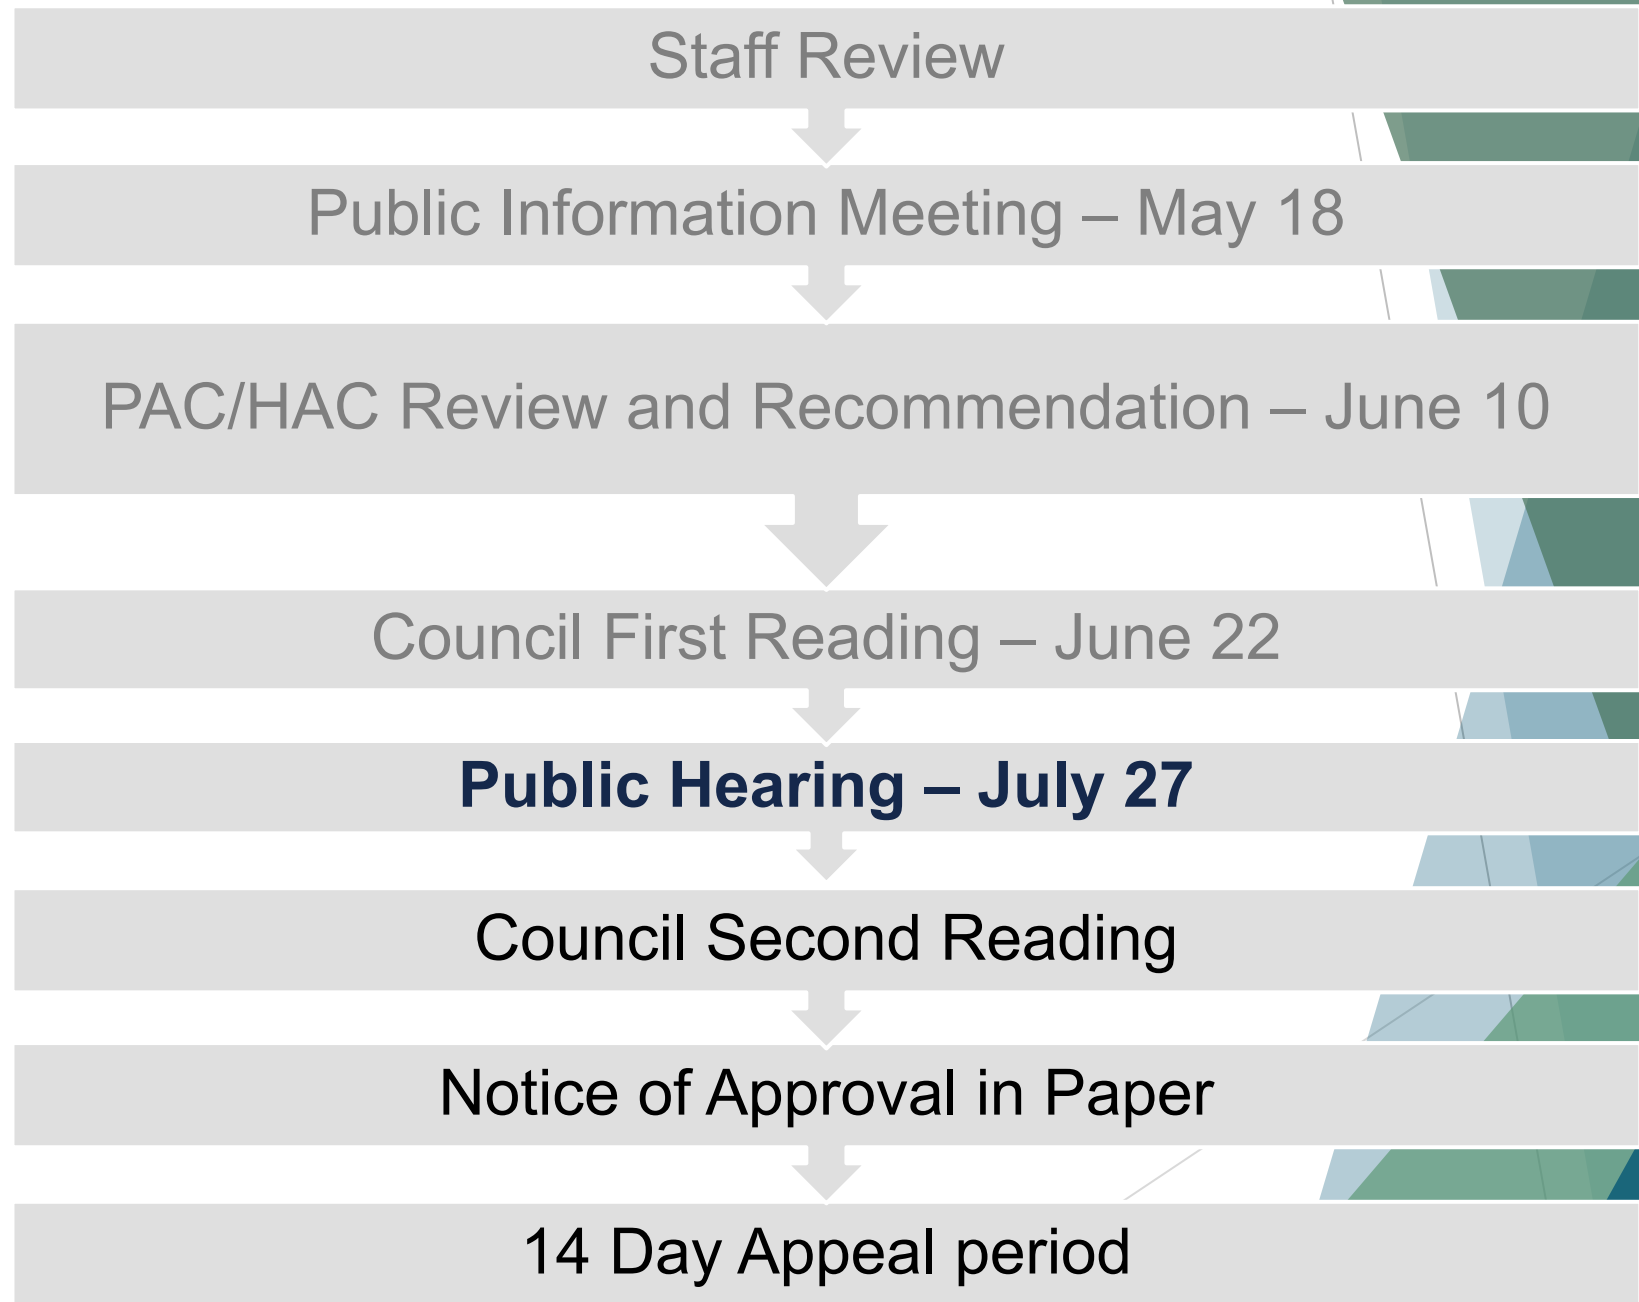 Staff Review
Public Information Meeting – May 18
PAC/HAC Review and Recommendation – June 10
Council First Reading – June 22
Public Hearing – July 27
Council Second Reading
Notice of Approval in Paper
14 Day Appeal period